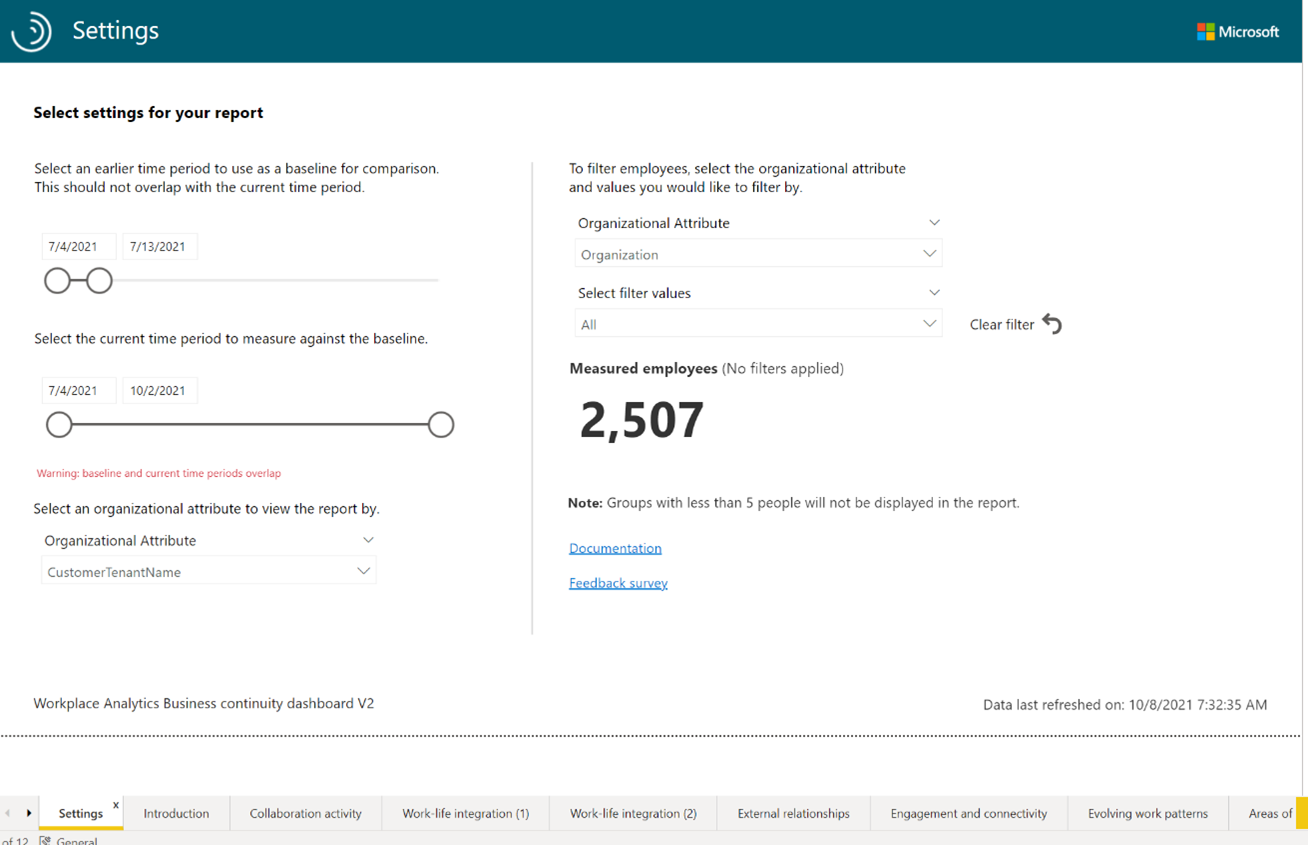 Settings
Microsoft
Select settings for your report
Select an earlier time period to use as a baseline for comparison.
This should not overlap with the current time period.
7/4/2021
7/13/2021
Select the current time period to measure against the baseline.
7/4/2021
10/2/2021
Warning: baseline and current time periods overlap
Select an organizational attribute to view the report by.
Organizational Attribute
CustomerTenantName
To filter employees, select the organizational attribute
and values you would like to filter by.
Organizational Attribute
Organization
Select filter values
All
Clear filter
Measured employees (No filters applied)
2,507
Note: Groups with less than 5 people will not be displayed in the report.
Documentation
Feedback survey
Workplace Analytics Business continuity dashboard V2
Data last refreshed on: 10/8/2021 7:32:35 AM
Settings
x
Introduction
Collaboration activity
Work-life integration (1)
Work-life integration (2)
External relationships
Engagement and connectivity
Evolving work patterns
Areas of
of 12
General